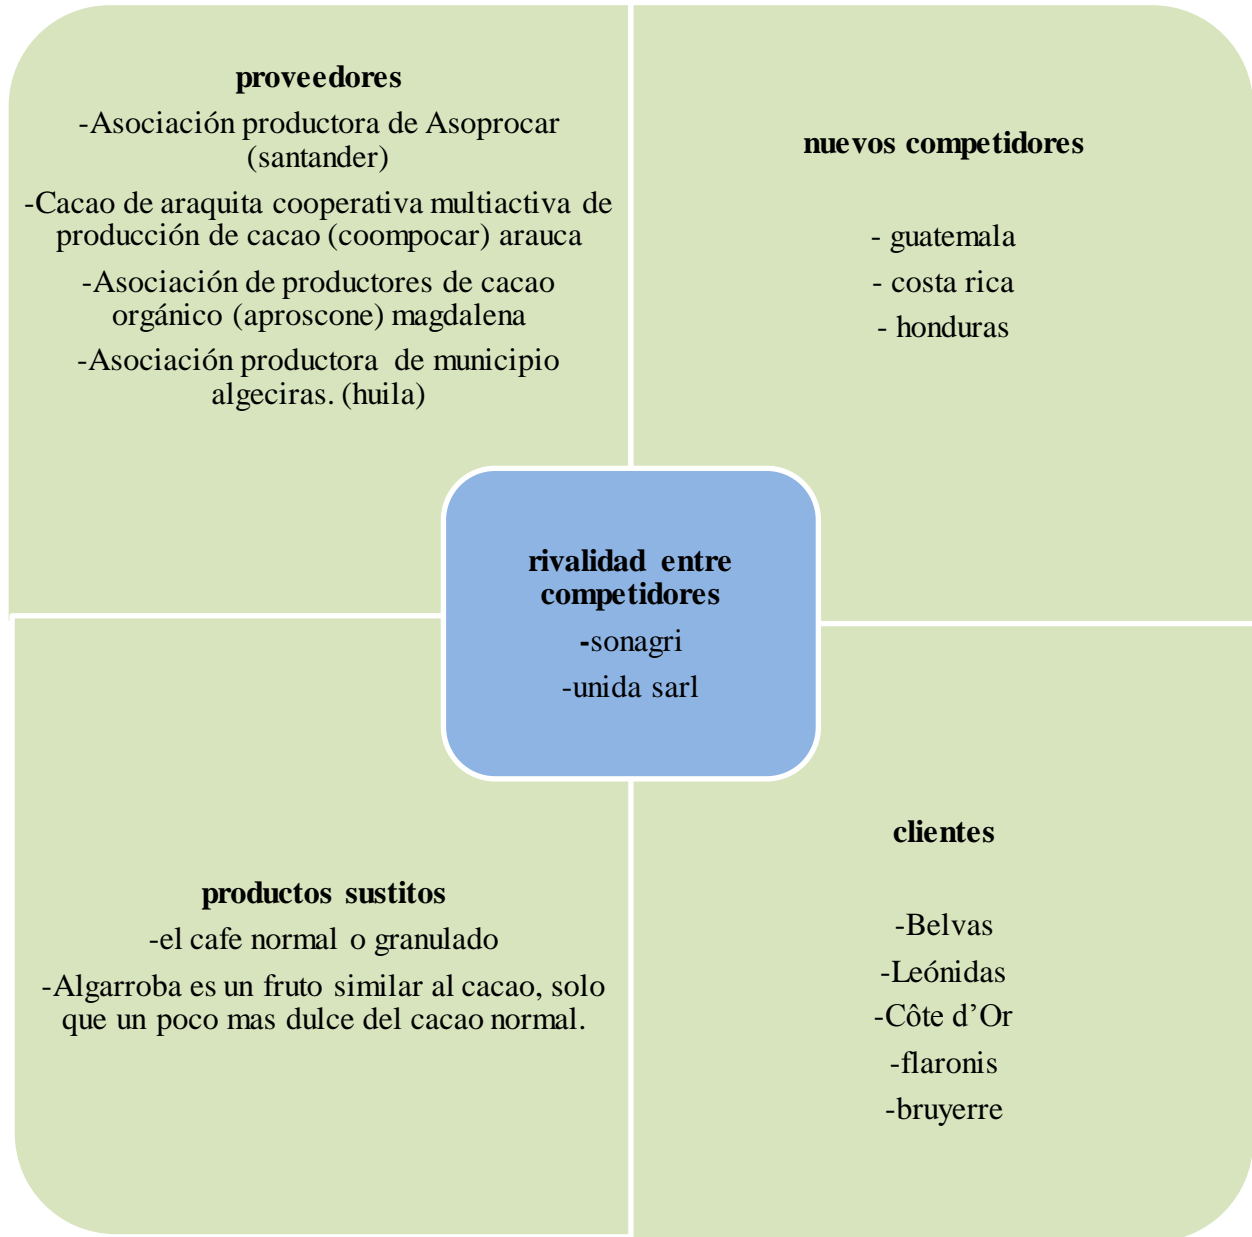 proveedores
-Asociación productora de Asoprocar
(santander)
-Cacao de araquita cooperativa multiactiva de
producción de cacao (coompocar) arauca
-Asociación de productores de cacao
orgánico (aproscone) magdalena
-Asociación productora de municipio
algeciras. (huila)
nuevos competidores
- guatemala
- costa rica
- honduras
rivalidad entre
competidores
-sonagri
-unida sarl
productos sustitos
-el cafe normal o granulado
-Algarroba es un fruto similar al cacao, solo
que un poco mas dulce del cacao normal.
clientes
-Belvas
-Leónidas
-Côte d’Or
-flaronis
-bruyerre